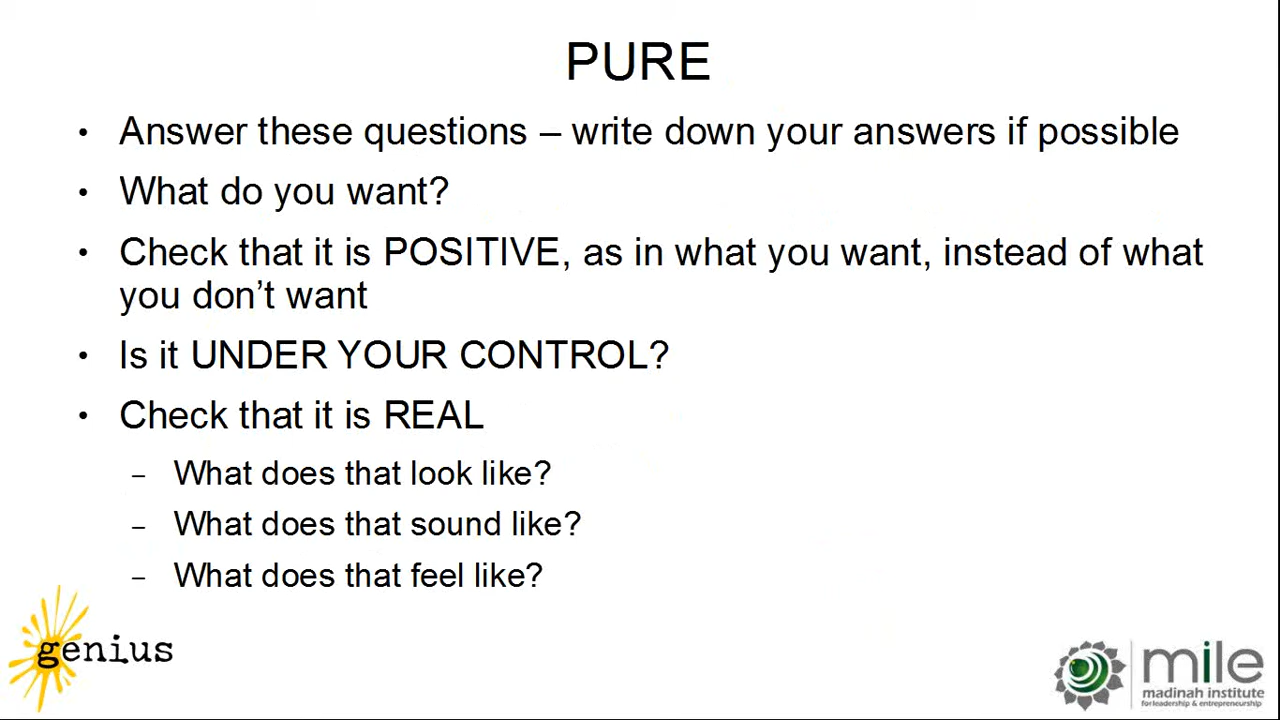 PURE
• Answer these questions – write down your answers if possible
• What do you want?
• Check that it is POSITIVE, as in what you want, instead of what
you don't want
• Is it UNDER YOUR CONTROL?
• Check that it is REAL
– What does that look like?
– What does that sound like?
– What does that feel like?
genius
mile
madinah institute
for leadership & entrepreneurship